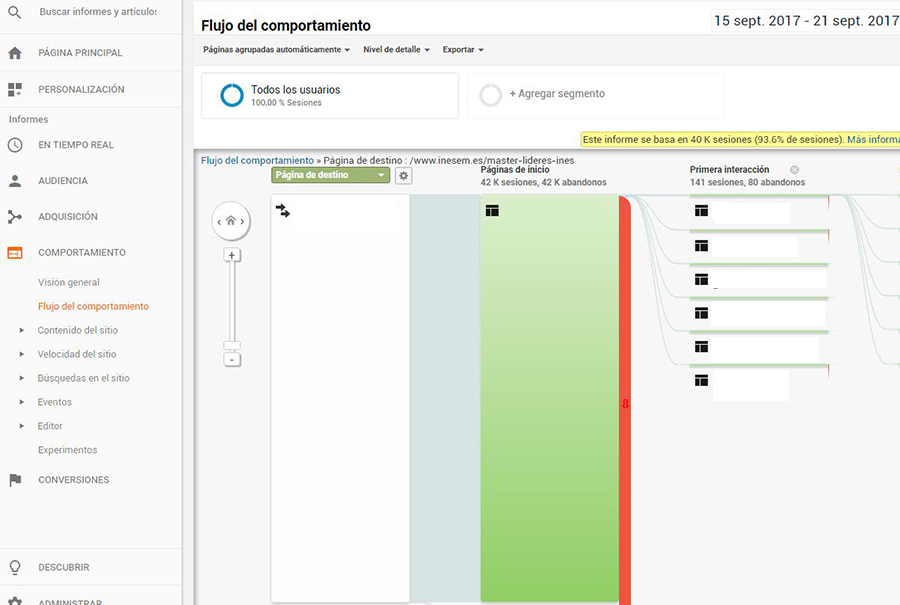 Buscar informes y artículos
PÁGINA PRINCIPAL
PERSONALIZACIÓN
Informes
EN TIEMPO REAL
AUDIENCIA
ADQUISICIÓN
COMPORTAMIENTO
Visión general
Flujo del comportamiento
Contenido del sitio
Velocidad del sitio
Búsquedas en el sitio
Eventos
Editor
Experimentos
CONVERSIONES
DESCUBRIR
ADMINISTRAR
Flujo del comportamiento
15 sept. 2017 - 21 sept. 2017
Páginas agrupadas automáticamente
Nivel de detalle
Exportar
Todos los usuarios
100.00 % Sesiones
+ Agregar segmento
Este informe se basa en 40 K sesiones (93.6% de sesiones). Más informa
Flujo del comportamiento » Página de destino : /www.inesem.es/master-lideres-ines
Página de destino
Páginas de inicio
42 K sesiones, 42 K abandonos
Primera interacción
141 sesiones, 80 abandonos
+
-